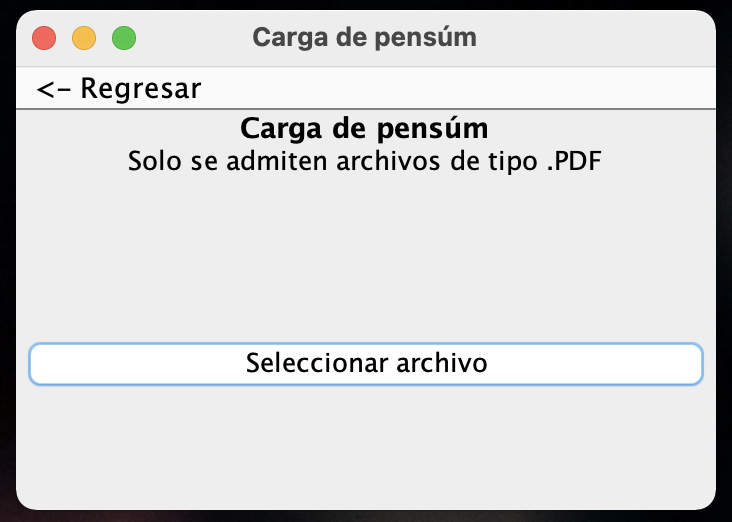 Carga de pensúm
<- Regresar
Carga de pensúm
Solo se admiten archivos de tipo .PDF
Seleccionar archivo